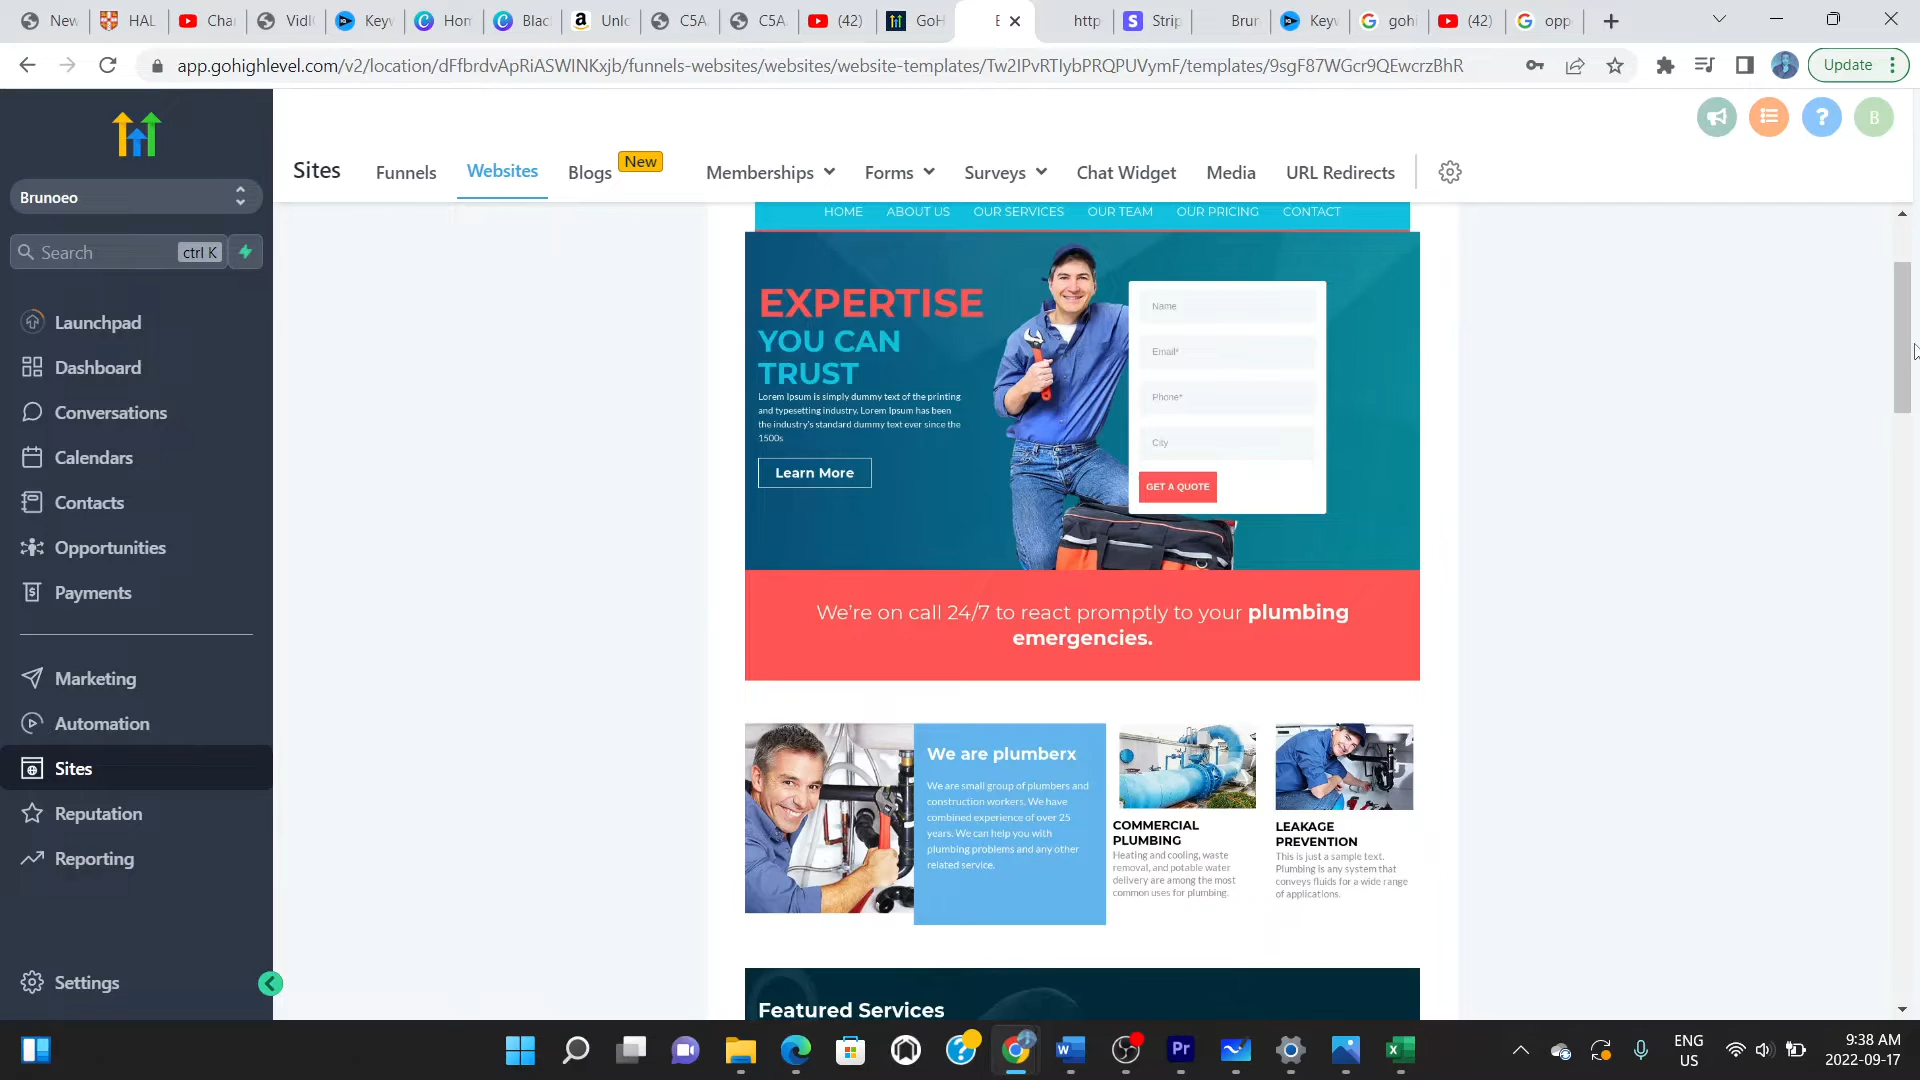 New
HAL
Char
VidI
Keyw
Hom
Blac
Unlo
C5A
C5A
(42)
GoH
E
http
Strip
Brun
Keyw
gohi
(42)
opp
app.gohighlevel.com/v2/location/dFfbrdvApRiASWINKxjb/funnels-websites/websites/website-templates/Tw2IPvRTIybPRQPUVymF/templates/9sgF87WGcr9QEwcrzBhR
Update
B
Sites
Funnels
Websites
Blogs
New
Memberships
Forms
Surveys
Chat Widget
Media
URL Redirects
Brunoeo
Search
ctrl K
Launchpad
Dashboard
Conversations
Calendars
Contacts
Opportunities
Payments
Marketing
Automation
Sites
Reputation
Reporting
Settings
HOME
ABOUT US
OUR SERVICES
OUR TEAM
OUR PRICING
CONTACT
EXPERTISE
YOU CAN
TRUST
Lorem Ipsum is simply dummy text of the printing
and typesetting industry. Lorem Ipsum has been
the industry's standard dummy text ever since the
1500s
Learn More
Name
Email*
Phone*
City
GET A QUOTE
We're on call 24/7 to react promptly to your plumbing
emergencies.
We are plumberx
We are small group of plumbers and
construction workers. We have
combined experience of over 25
years. We can help you with
plumbing problems and any other
related service.
COMMERCIAL
PLUMBING
Heating and cooling, waste
removal, and potable water
delivery are among the most
common uses for plumbing.
LEAKAGE
PREVENTION
This is just a sample text.
Plumbing is any system that
conveys fluids for a wide range
of applications.
Featured Services
ENG
US
9:38 AM
2022-09-17